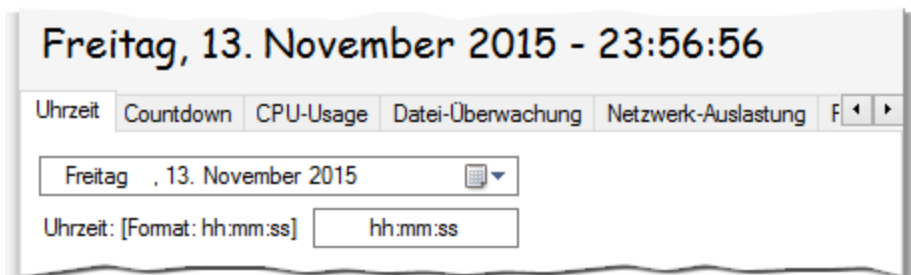 Freitag, 13. November 2015 - 23:56:56
Uhrzeit Countdown CPU-Usage Datei-Überwachung Netzwerk-Auslastung
Freitag , 13. November 2015
Uhrzeit: [Format: hh:mm:ss] hh:mm:ss